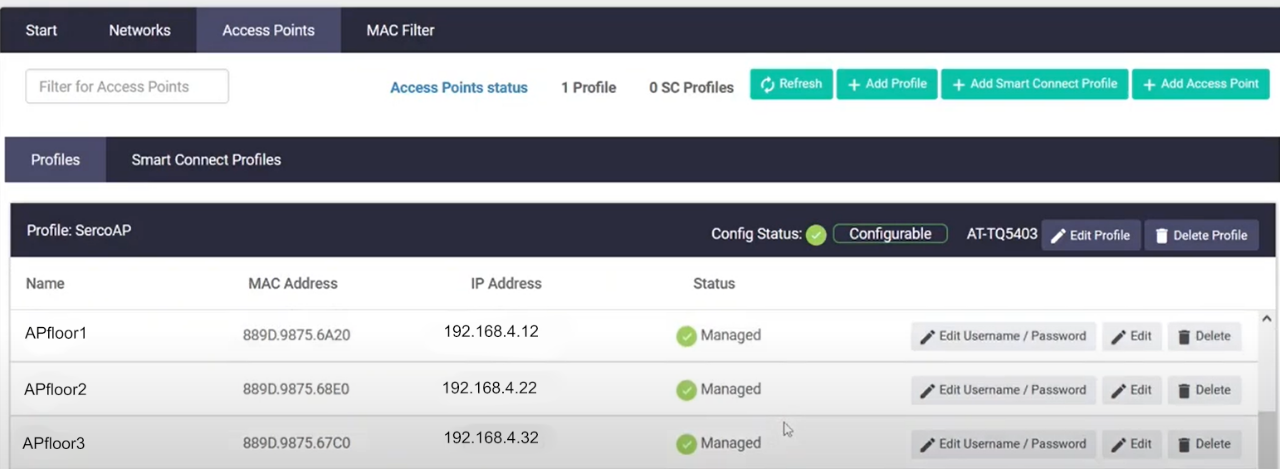 Start Networks Access Points MAC Filter
Filter for Access Points Access Points status 1 Profile 0 SC Profiles Refresh + Add Profile + Add Smart Connect Profile + Add Access Point
Profiles Smart Connect Profiles
Profile: SercoAP Config Status: Configurable AT-TQ5403 Edit Profile Delete Profile
Name MAC Address IP Address Status
APfloor1 889D.9875.6A20 192.168.4.12 Managed Edit Username / Password Edit Delete
APfloor2 889D.9875.68E0 192.168.4.22 Managed Edit Username / Password Edit Delete
APfloor3 889D.9875.67C0 192.168.4.32 Managed Edit Username / Password Edit Delete